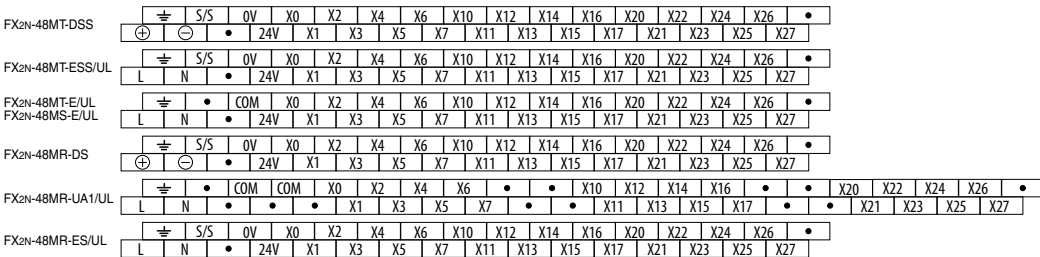 FX2N-48MT-DSS
⏚ S/S 0V X0 X2 X4 X6 X10 X12 X14 X16 X20 X22 X24 X26 •
⊕ ⊖ • 24V X1 X3 X5 X7 X11 X13 X15 X17 X21 X23 X25 X27
FX2N-48MT-ESS/UL
⏚ S/S 0V X0 X2 X4 X6 X10 X12 X14 X16 X20 X22 X24 X26 •
L N • 24V X1 X3 X5 X7 X11 X13 X15 X17 X21 X23 X25 X27
FX2N-48MT-E/UL
FX2N-48MS-E/UL
⏚ • COM X0 X2 X4 X6 X10 X12 X14 X16 X20 X22 X24 X26 •
L N • 24V X1 X3 X5 X7 X11 X13 X15 X17 X21 X23 X25 X27
FX2N-48MR-DS
⏚ S/S 0V X0 X2 X4 X6 X10 X12 X14 X16 X20 X22 X24 X26 •
⊕ ⊖ • 24V X1 X3 X5 X7 X11 X13 X15 X17 X21 X23 X25 X27
FX2N-48MR-UA1/UL
⏚ • COM COM X0 X2 X4 X6 • • X10 X12 X14 X16 • • X20 X22 X24 X26 •
L N • • • X1 X3 X5 X7 • • X11 X13 X15 X17 • • X21 X23 X25 X27
FX2N-48MR-ES/UL
⏚ S/S 0V X0 X2 X4 X6 X10 X12 X14 X16 X20 X22 X24 X26 •
L N • 24V X1 X3 X5 X7 X11 X13 X15 X17 X21 X23 X25 X27